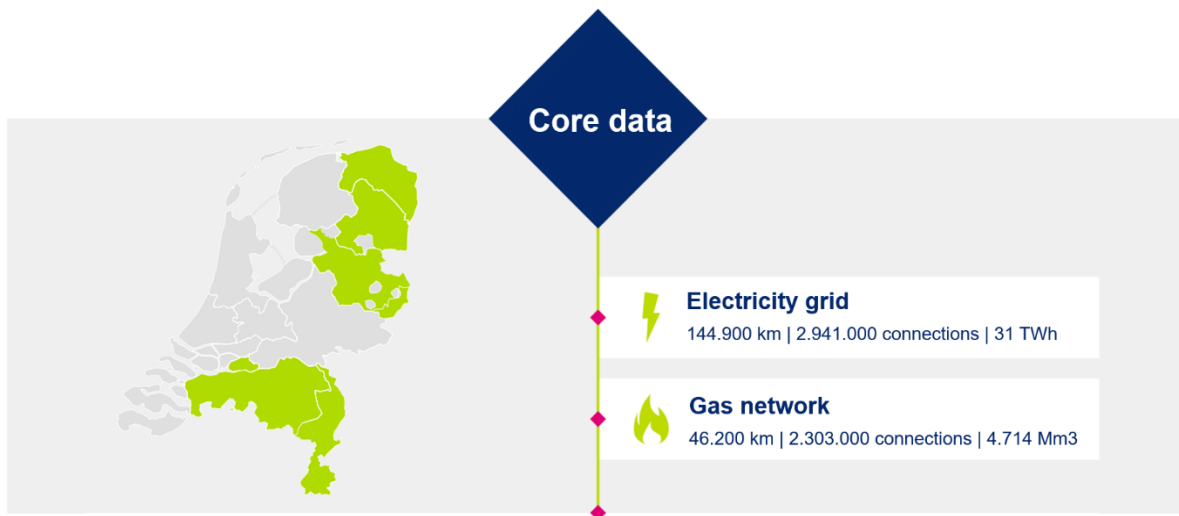 Core data
Electricity grid
144.900 km | 2.941.000 connections | 31 TWh
Gas network
46.200 km | 2.303.000 connections | 4.714 Mm3